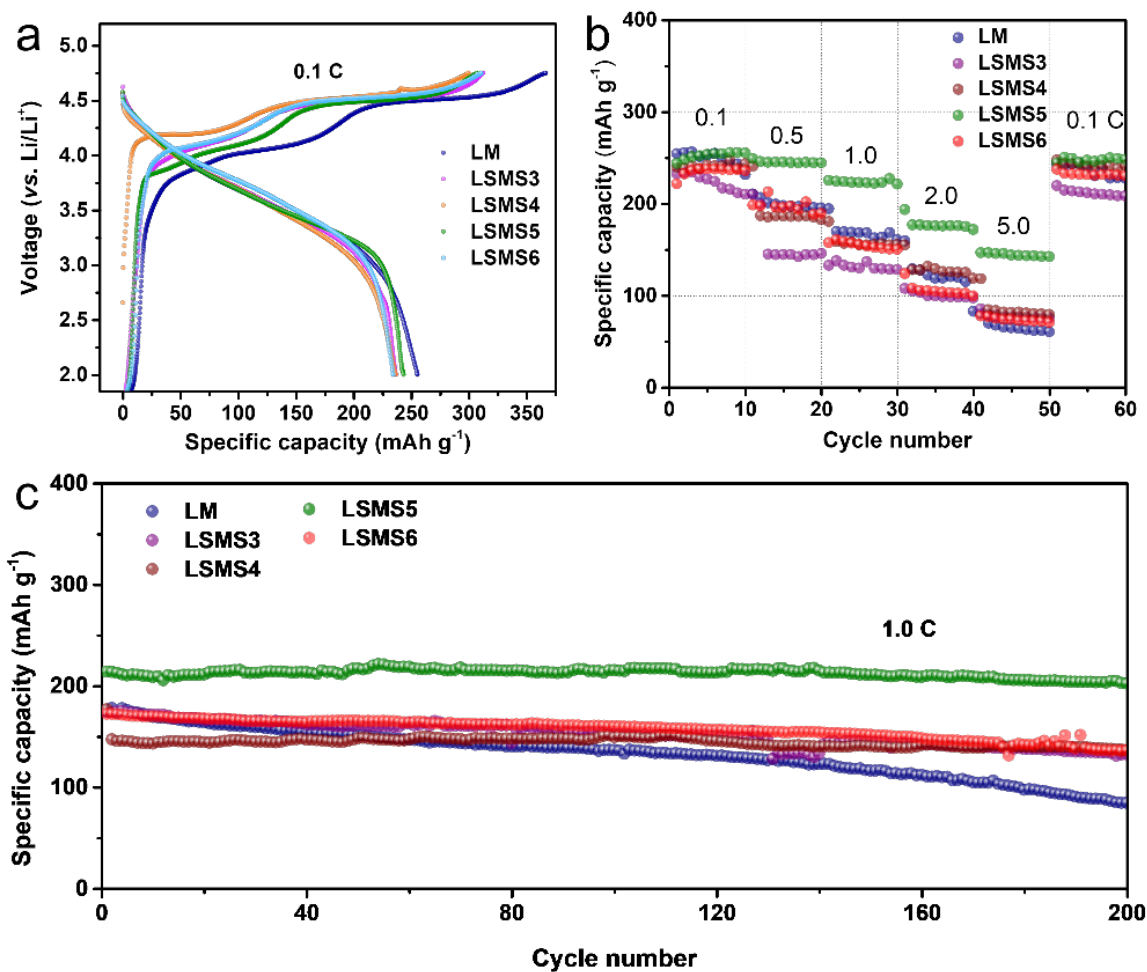 a
Voltage (vs. Li/Li+)
5.0
4.5
4.0
3.5
3.0
2.5
2.0
0.1 C
LM
LSMS3
LSMS4
LSMS5
LSMS6
0 50 100 150 200 250 300 350
Specific capacity (mAh g-1)
b
Specific capacity (mAh g-1)
400
300
200
100
0
LM
LSMS3
LSMS4
LSMS5
LSMS6
0.1
0.5
1.0
2.0
5.0
0.1 C
0 10 20 30 40 50 60
Cycle number
c
Specific capacity (mAh g-1)
400
300
200
100
0
LM
LSMS3
LSMS4
LSMS5
LSMS6
1.0 C
0 40 80 120 160 200
Cycle number